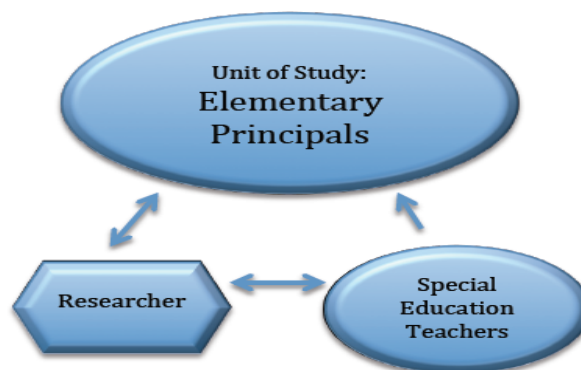 Unit of Study:
Elementary
Principals
Researcher
Special
Education
Teachers